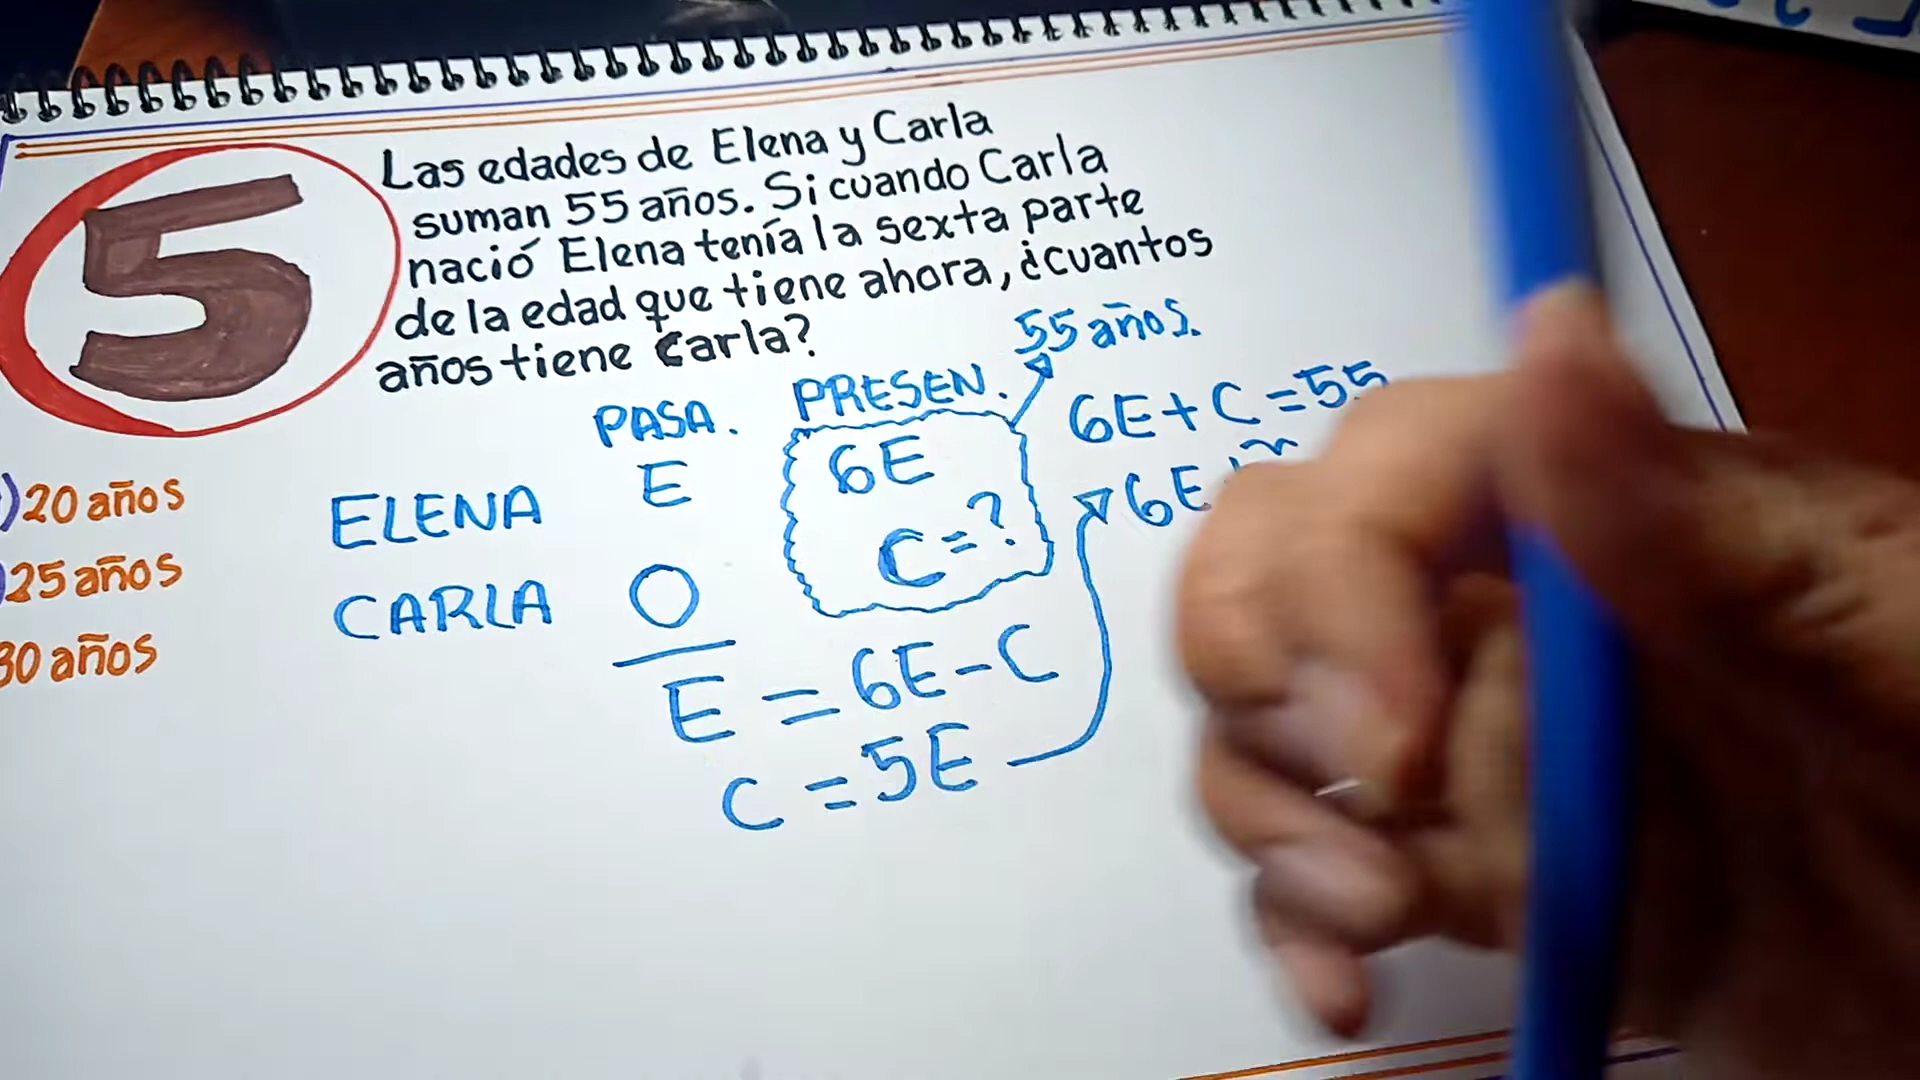 5
Las edades de Elena y Carla
suman 55 años. Si cuando Carla
nació Elena tenía la sexta parte
de la edad que tiene ahora, ¿cuantos
años tiene Carla?
55 años.
PASA. PRESEN.
6E+C=55
ELENA E 6E
6E
CARLA O C=?
E = 6E-C
C = 5E
)20 años
25 años
30 años